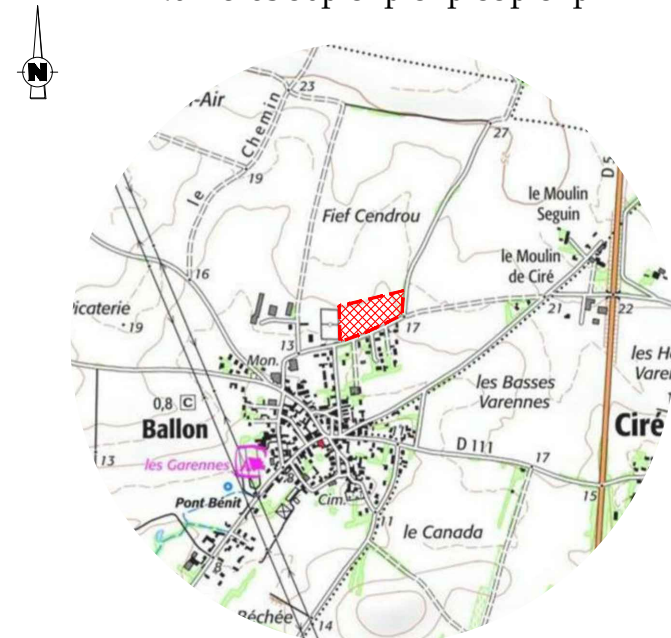 N
23
-Air
le Chemin
27
19
D 5
le Moulin
Seguin
Fief Cendrou
le Moulin
de Ciré
16
21
22
icaterie
19
17
13
Mon.
les H
Varen
les Basses
Varennes
0,8 C
Ballon
Ciré
D 111
13
les Garennes
17
Pont Bénit
Cim.
15
11
le Canada
8
Béchée
14